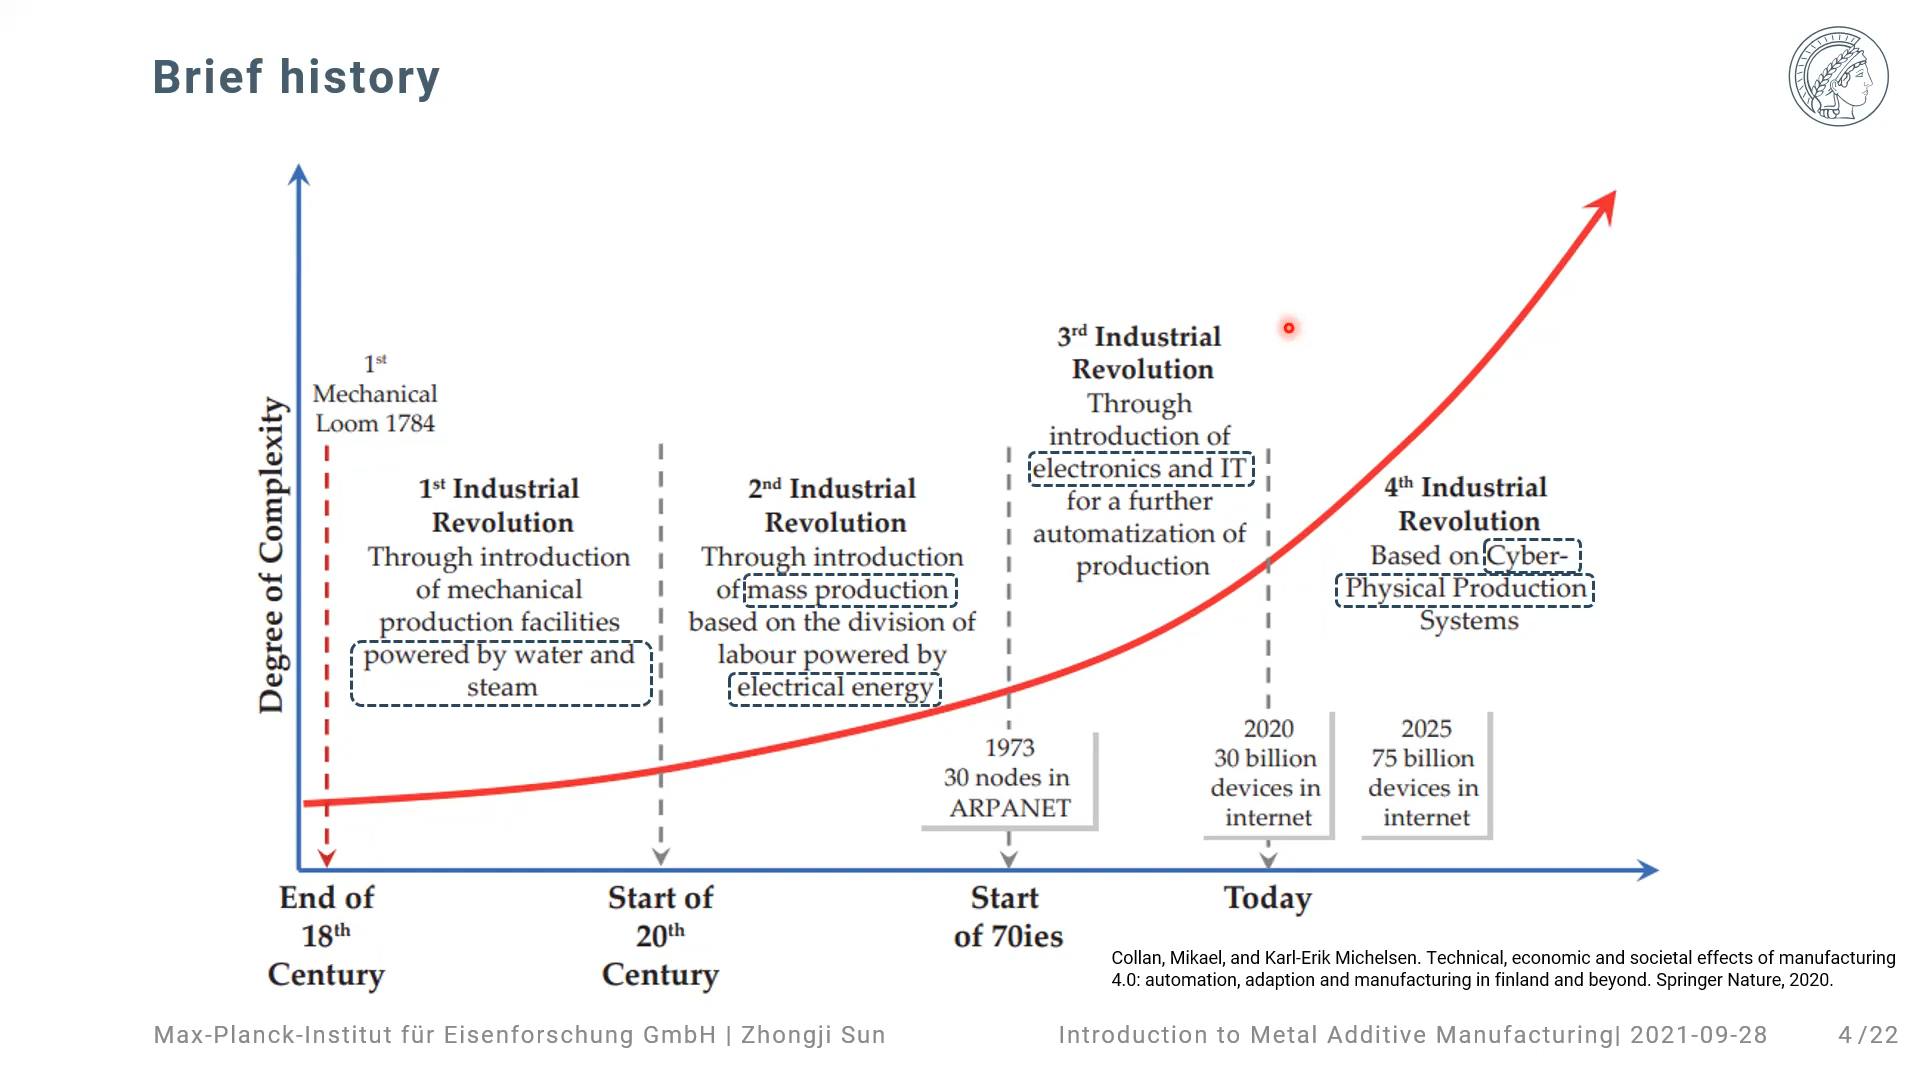 Brief history
Degree of Complexity
1st
Mechanical
Loom 1784
1st Industrial
Revolution
Through introduction
of mechanical
production facilities
powered by water and
steam
2nd Industrial
Revolution
Through introduction
of mass production
based on the division of
labour powered by
electrical energy
3rd Industrial
Revolution
Through
introduction of
electronics and IT
for a further
automatization of
production
4th Industrial
Revolution
Based on Cyber-
Physical Production
Systems
1973
30 nodes in
ARPANET
2020
30 billion
devices in
internet
2025
75 billion
devices in
internet
End of
18th
Century
Start of
20th
Century
Start
of 70ies
Today
Collan, Mikael, and Karl-Erik Michelsen. Technical, economic and societal effects of manufacturing
4.0: automation, adaption and manufacturing in finland and beyond. Springer Nature, 2020.
Max-Planck-Institut für Eisenforschung GmbH | Zhongji Sun
Introduction to Metal Additive Manufacturing| 2021-09-28
4/22